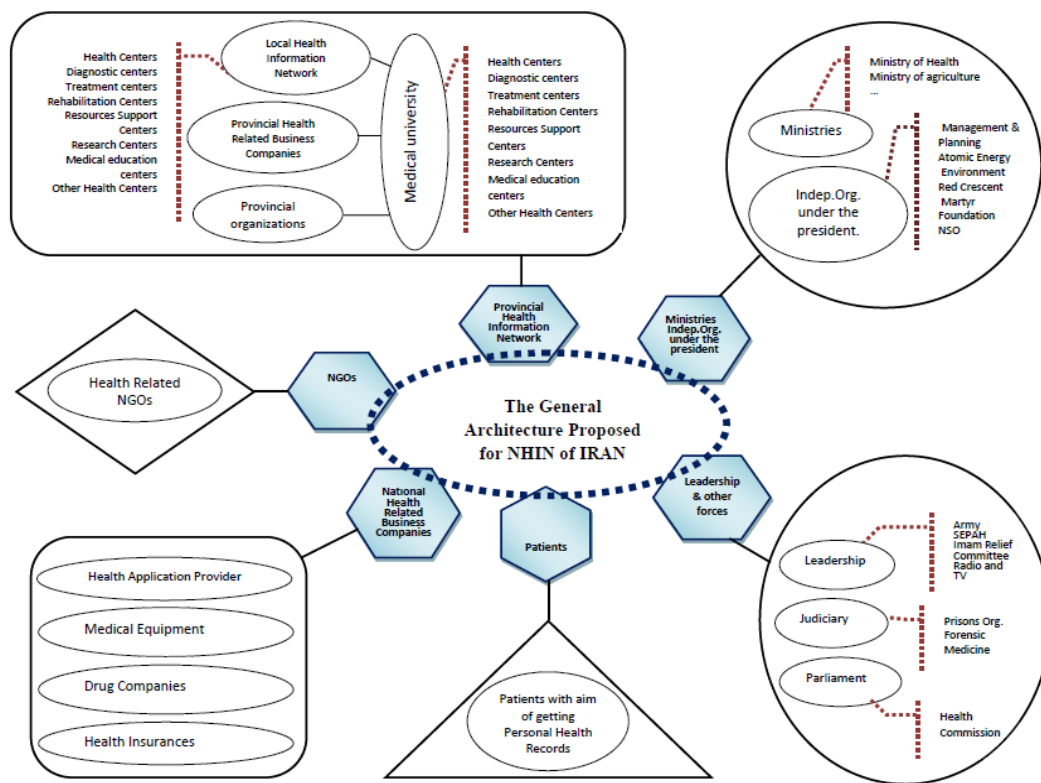 Health Centers
Diagnostic centers
Treatment centers
Rehabilitation Centers
Resources Support
Centers
Research Centers
Medical education
centers
Other Health Centers
Local Health
Information
Network
Provincial Health
Related Business
Companies
Provincial
organizations
Medical university
Health Centers
Diagnostic centers
Treatment centers
Rehabilitation Centers
Resources Support
Centers
Research Centers
Medical education
centers
Other Health Centers
Ministry of Health
Ministry of agriculture
...
Ministries
Management &
Planning
Atomic Energy
Environment
Red Crescent
Martyr
Foundation
NSO
Indep.Org.
under the
president.
Provincial
Health
Information
Network
Ministries
Indep.Org.
under the
president
NGOs
Health Related
NGOs
The General
Architecture Proposed
for NHIN of IRAN
National
Health
Related
Business
Companies
Patients
Leadership
& other
forces
Health Application Provider
Medical Equipment
Drug Companies
Health Insurances
Patients with aim
of getting
Personal Health
Records
Leadership
Army
SEPAH
Imam Relief
Committee
Radio and
TV
Judiciary
Prisons Org.
Forensic
Medicine
Parliament
Health
Commission